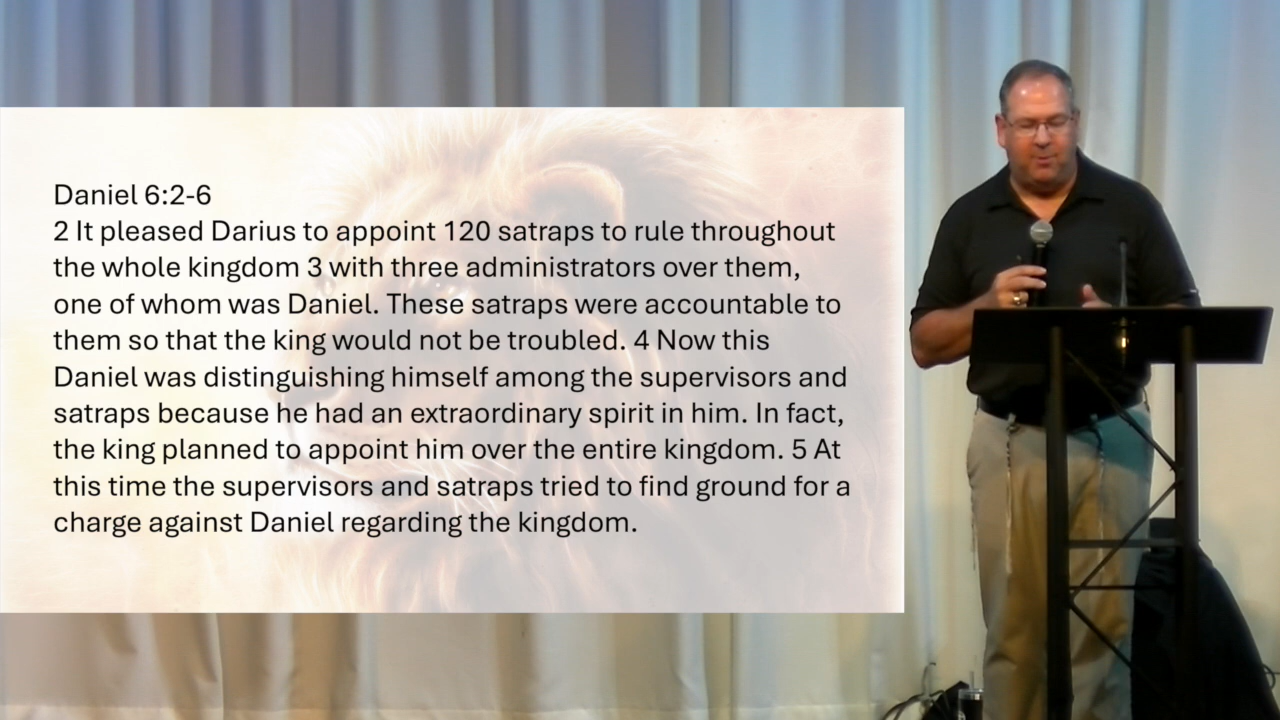 Daniel 6:2-6
2 It pleased Darius to appoint 120 satraps to rule throughout
the whole kingdom 3 with three administrators over them,
one of whom was Daniel. These satraps were accountable to
them so that the king would not be troubled. 4 Now this
Daniel was distinguishing himself among the supervisors and
satraps because he had an extraordinary spirit in him. In fact,
the king planned to appoint him over the entire kingdom. 5 At
this time the supervisors and satraps tried to find ground for a
charge against Daniel regarding the kingdom.